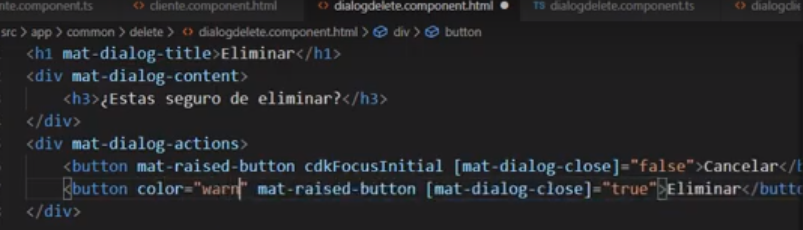 nte.component.ts cliente.component.html dialogdelete.component.html TS dialogdelete.component.ts dialogdel
src > app > common > delete > dialogdelete.component.html > div > button
<h1 mat-dialog-title>Eliminar</h1>
<div mat-dialog-content>
<h3>¿Estas seguro de eliminar?</h3>
</div>
<div mat-dialog-actions>
<button mat-raised-button cdkFocusInitial [mat-dialog-close]="false">Cancelar</b
<button color="warn" mat-raised-button [mat-dialog-close]="true">Eliminar</butto
</div>